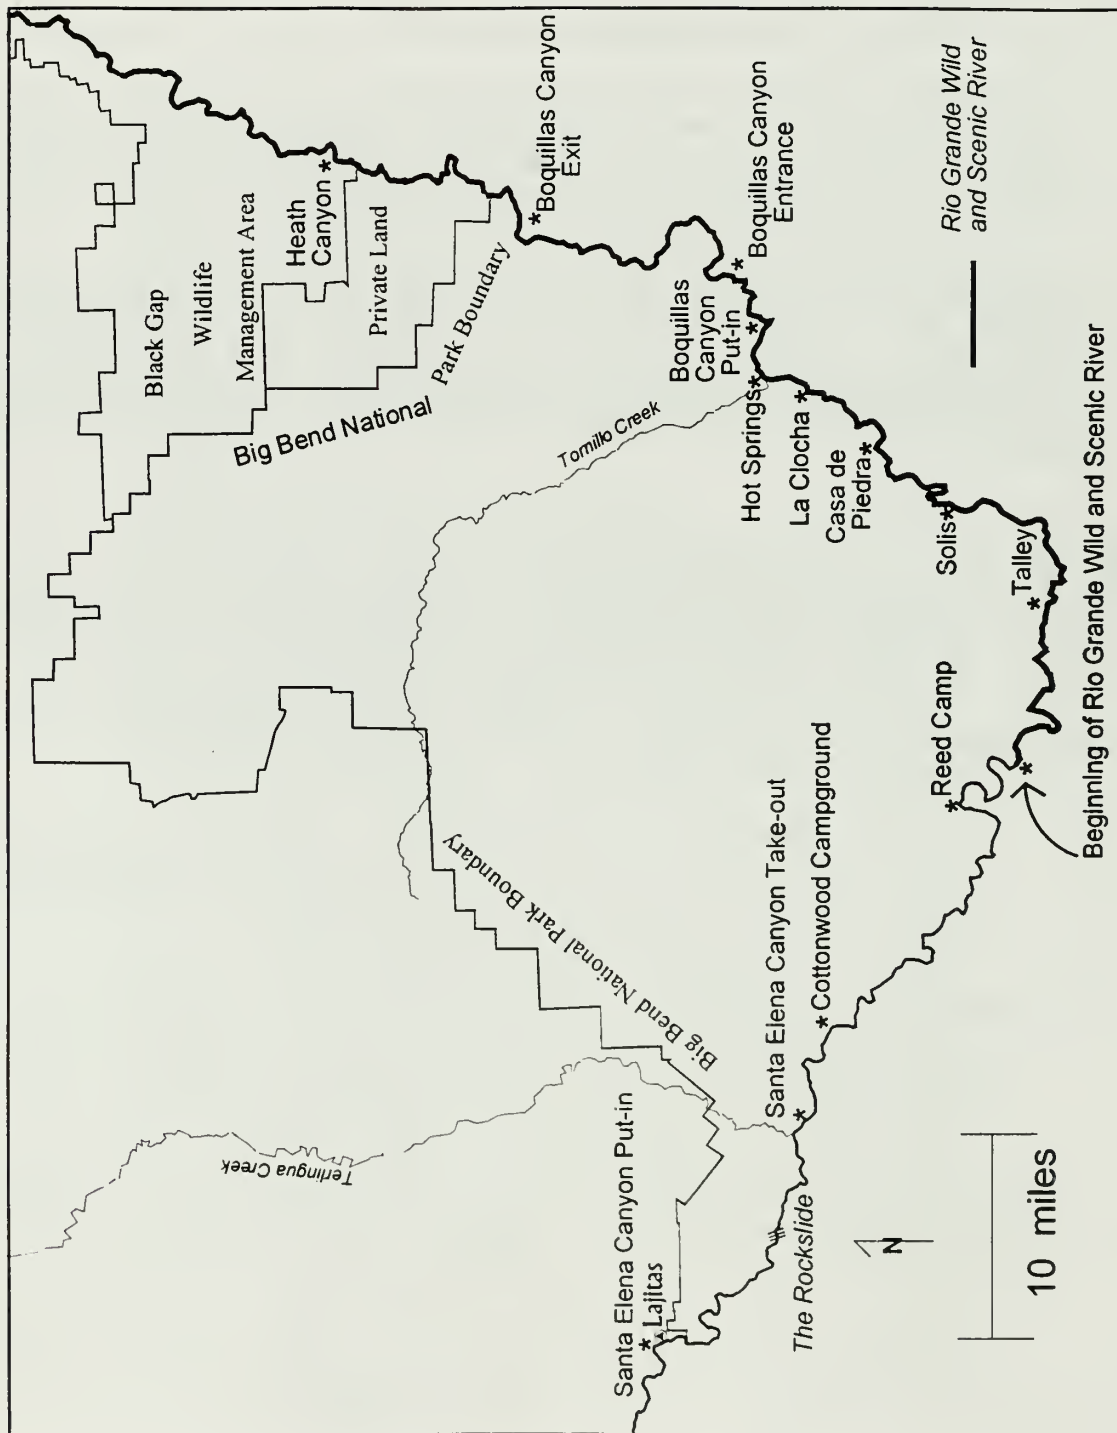 Black Gap
Wildlife
Management Area
Heath
Canyon
Private Land
Big Bend National
Park Boundary
Boquillas Canyon
Exit
Tornillo Creek
Terlingua Creek
Big Bend National Park Boundary
Santa Elena Canyon Put-in
Lajitas
The Rockslide
Santa Elena Canyon Take-out
Cottonwood Campground
Reed Camp
Boquillas
Canyon
Put-in
Boquillas Canyon
Entrance
Hot Springs
La Clocha
Casa de
Piedra
Solis
Talley
Beginning of Rio Grande Wild and Scenic River
Rio Grande Wild
and Scenic River
N
10 miles